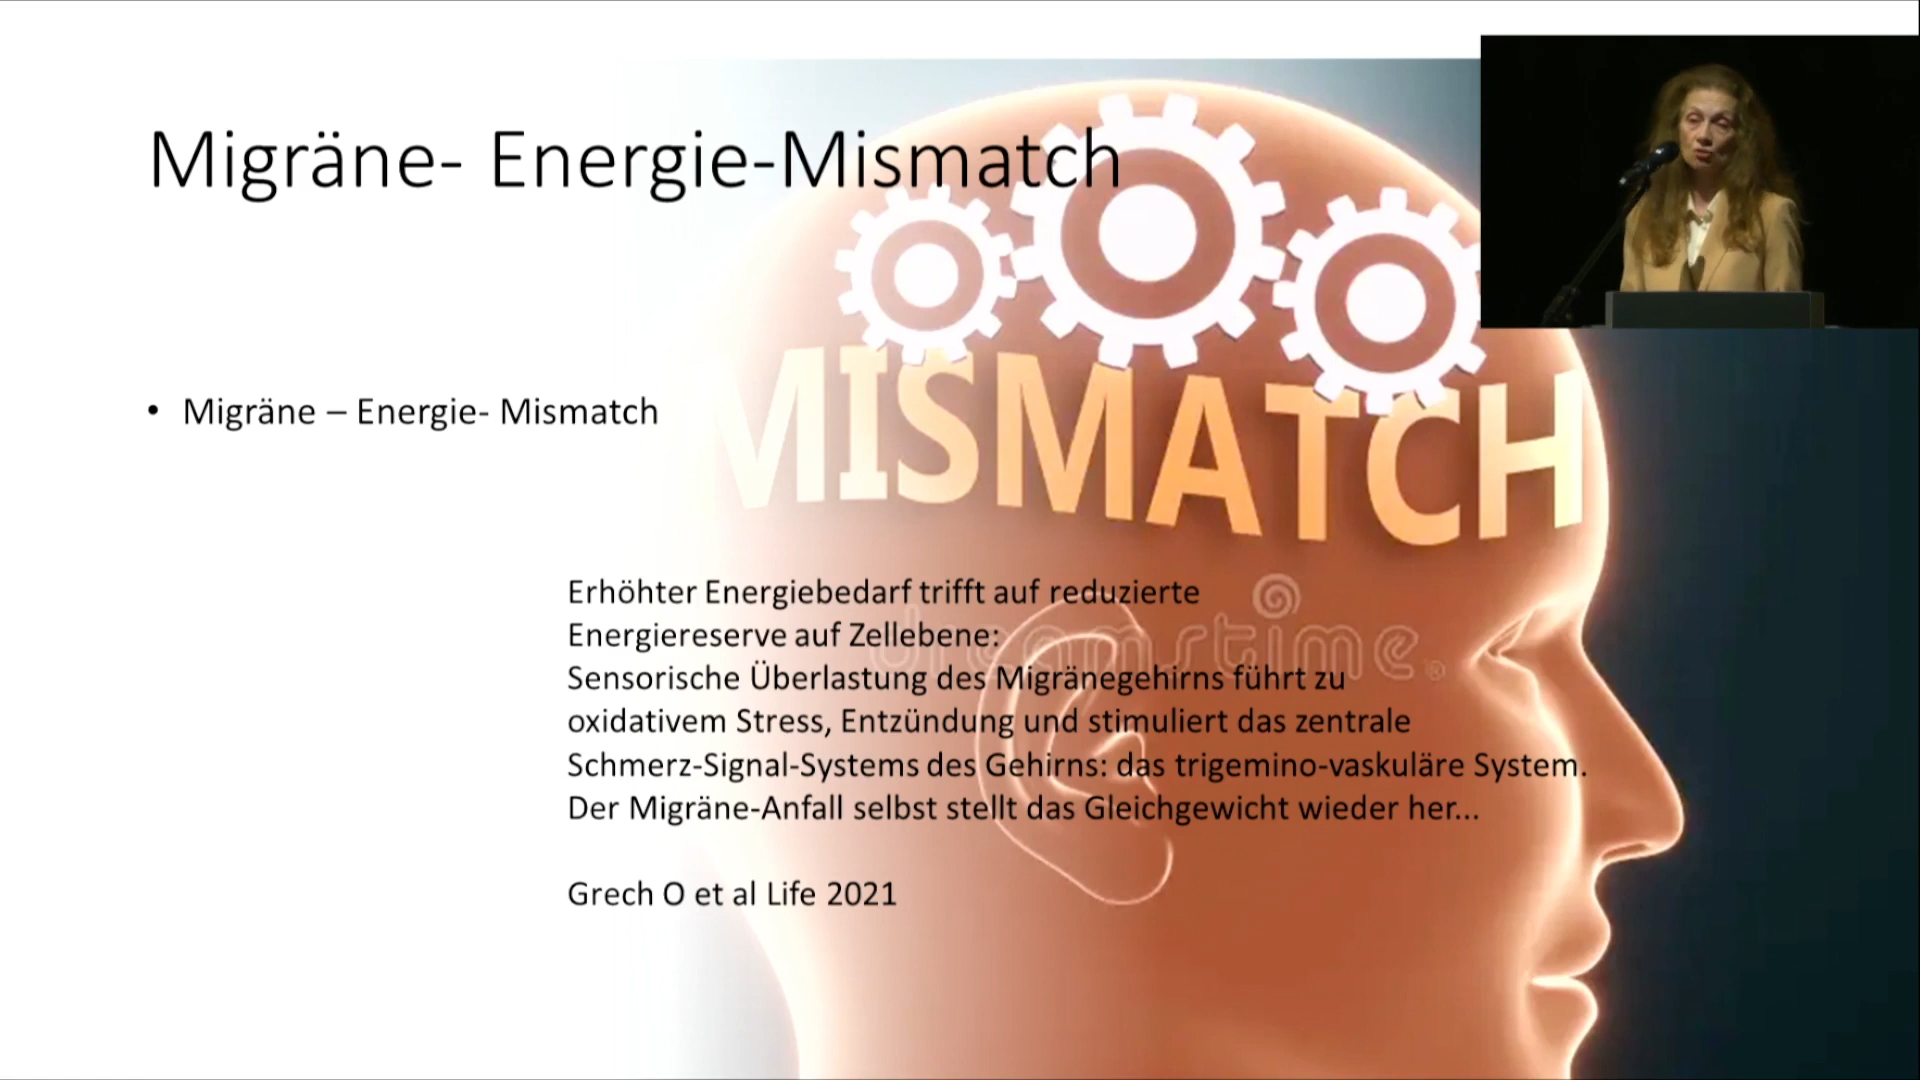 Migräne- Energie-Mismatch
MISMATCH
• Migräne – Energie- Mismatch
Erhöhter Energiebedarf trifft auf reduzierte
Energiereserve auf Zellebene:
dreamstime®
Sensorische Überlastung des Migränegehirns führt zu
oxidativem Stress, Entzündung und stimuliert das zentrale
Schmerz-Signal-Systems des Gehirns: das trigemino-vaskuläre System.
Der Migräne-Anfall selbst stellt das Gleichgewicht wieder her...
Grech O et al Life 2021